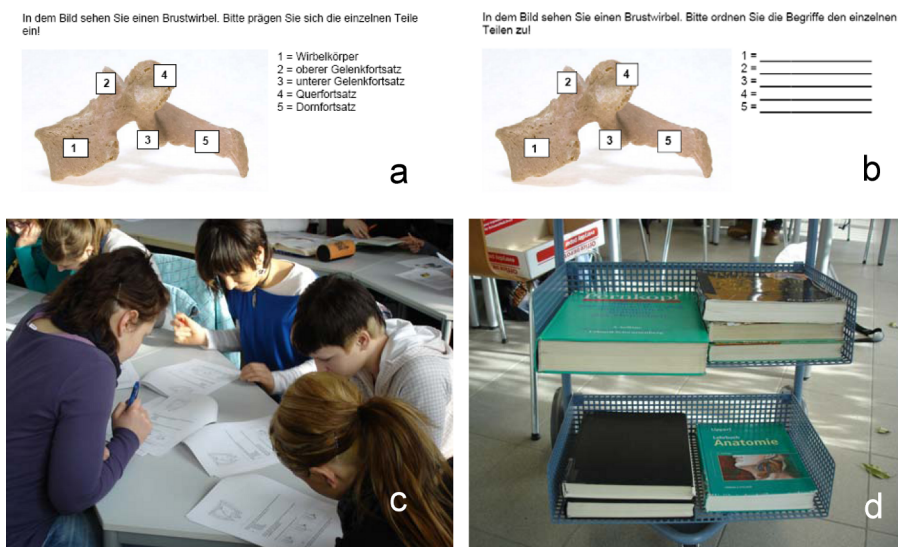 In dem Bild sehen Sie einen Brustwirbel. Bitte prägen Sie sich die einzelnen Teile
ein!
1 = Wirbelkörper
2 = oberer Gelenkfortsatz
3 = unterer Gelenkfortsatz
4 = Querfortsatz
5 = Dornfortsatz
2
4
1
3
5
a
In dem Bild sehen Sie einen Brustwirbel. Bitte ordnen Sie die Begriffe den einzelnen
Teilen zu!
1 =
2 =
3 =
4 =
5 =
2
4
1
3
5
b
c
Lippert
Lehrbuch
Anatomie
d